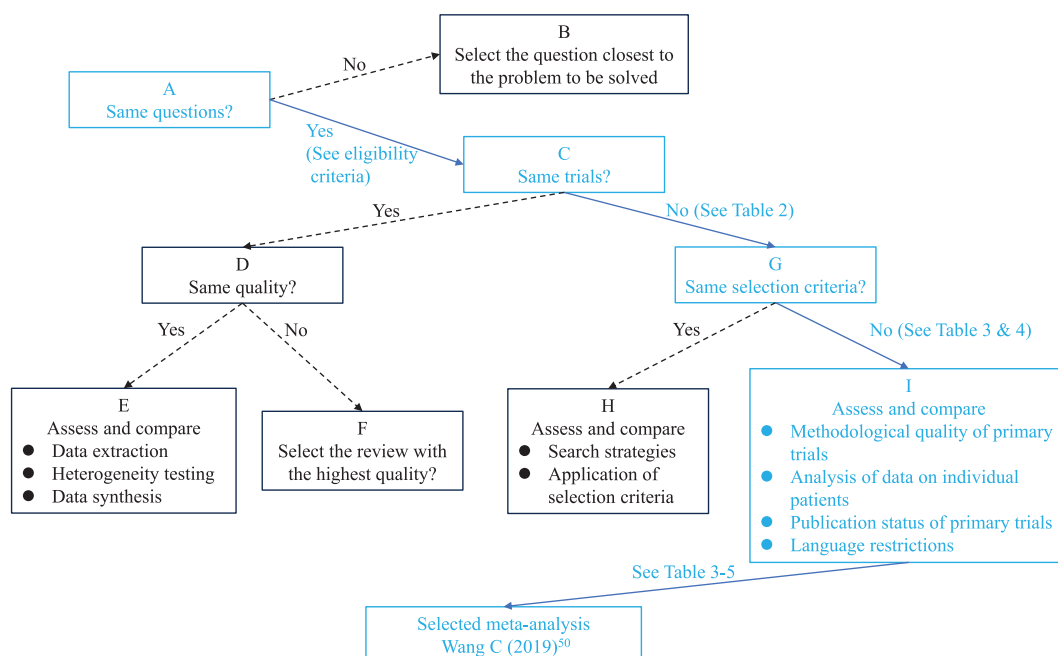 B
Select the question closest to
the problem to be solved
No
A
Same questions?
Yes
(See eligibility
criteria)
C
Same trials?
Yes
No (See Table 2)
D
Same quality?
G
Same selection criteria?
Yes
No
Yes
No (See Table 3 & 4)
E
Assess and compare
● Data extraction
● Heterogeneity testing
● Data synthesis
F
Select the review with
the highest quality?
H
Assess and compare
● Search strategies
● Application of
selection criteria
I
Assess and compare
● Methodological quality of primary
trials
● Analysis of data on individual
patients
● Publication status of primary trials
● Language restrictions
See Table 3-5
Selected meta-analysis
Wang C (2019)50